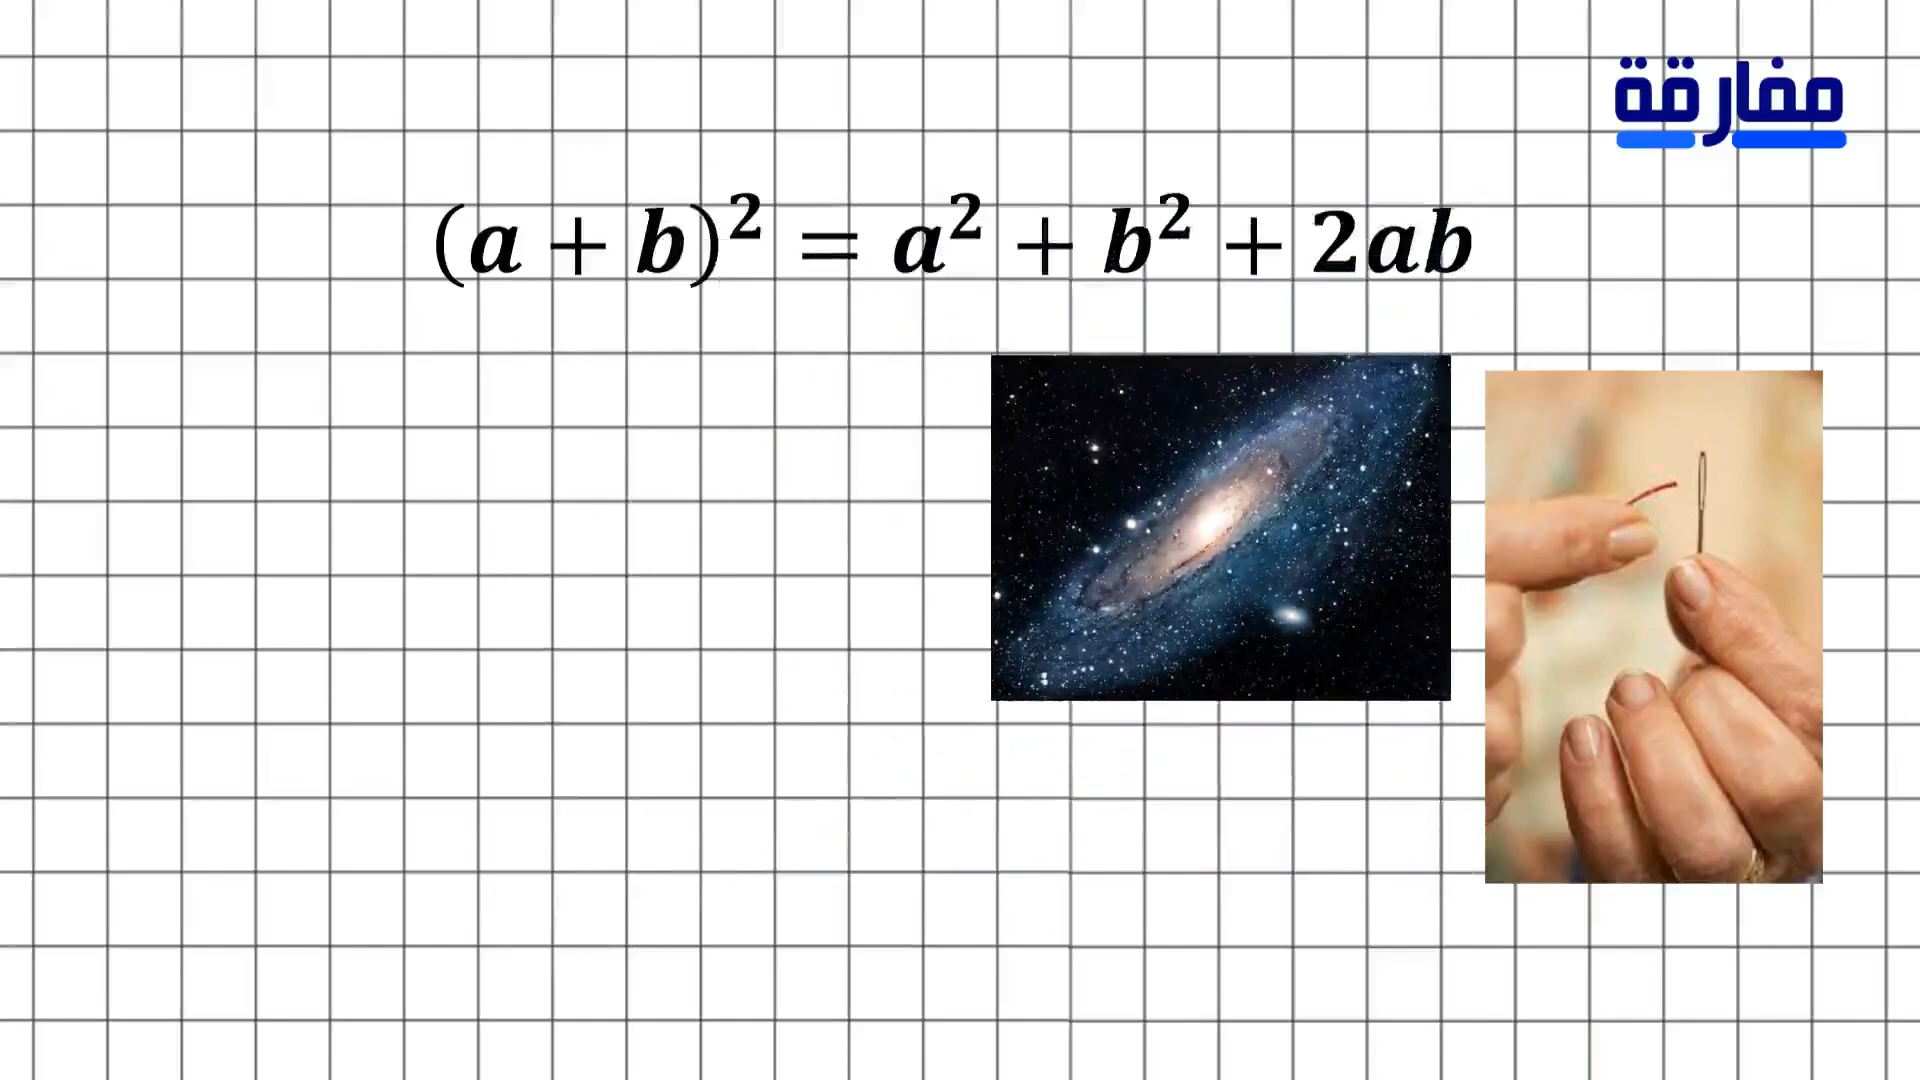 مفارقة
(a + b)² = a² + b² + 2ab